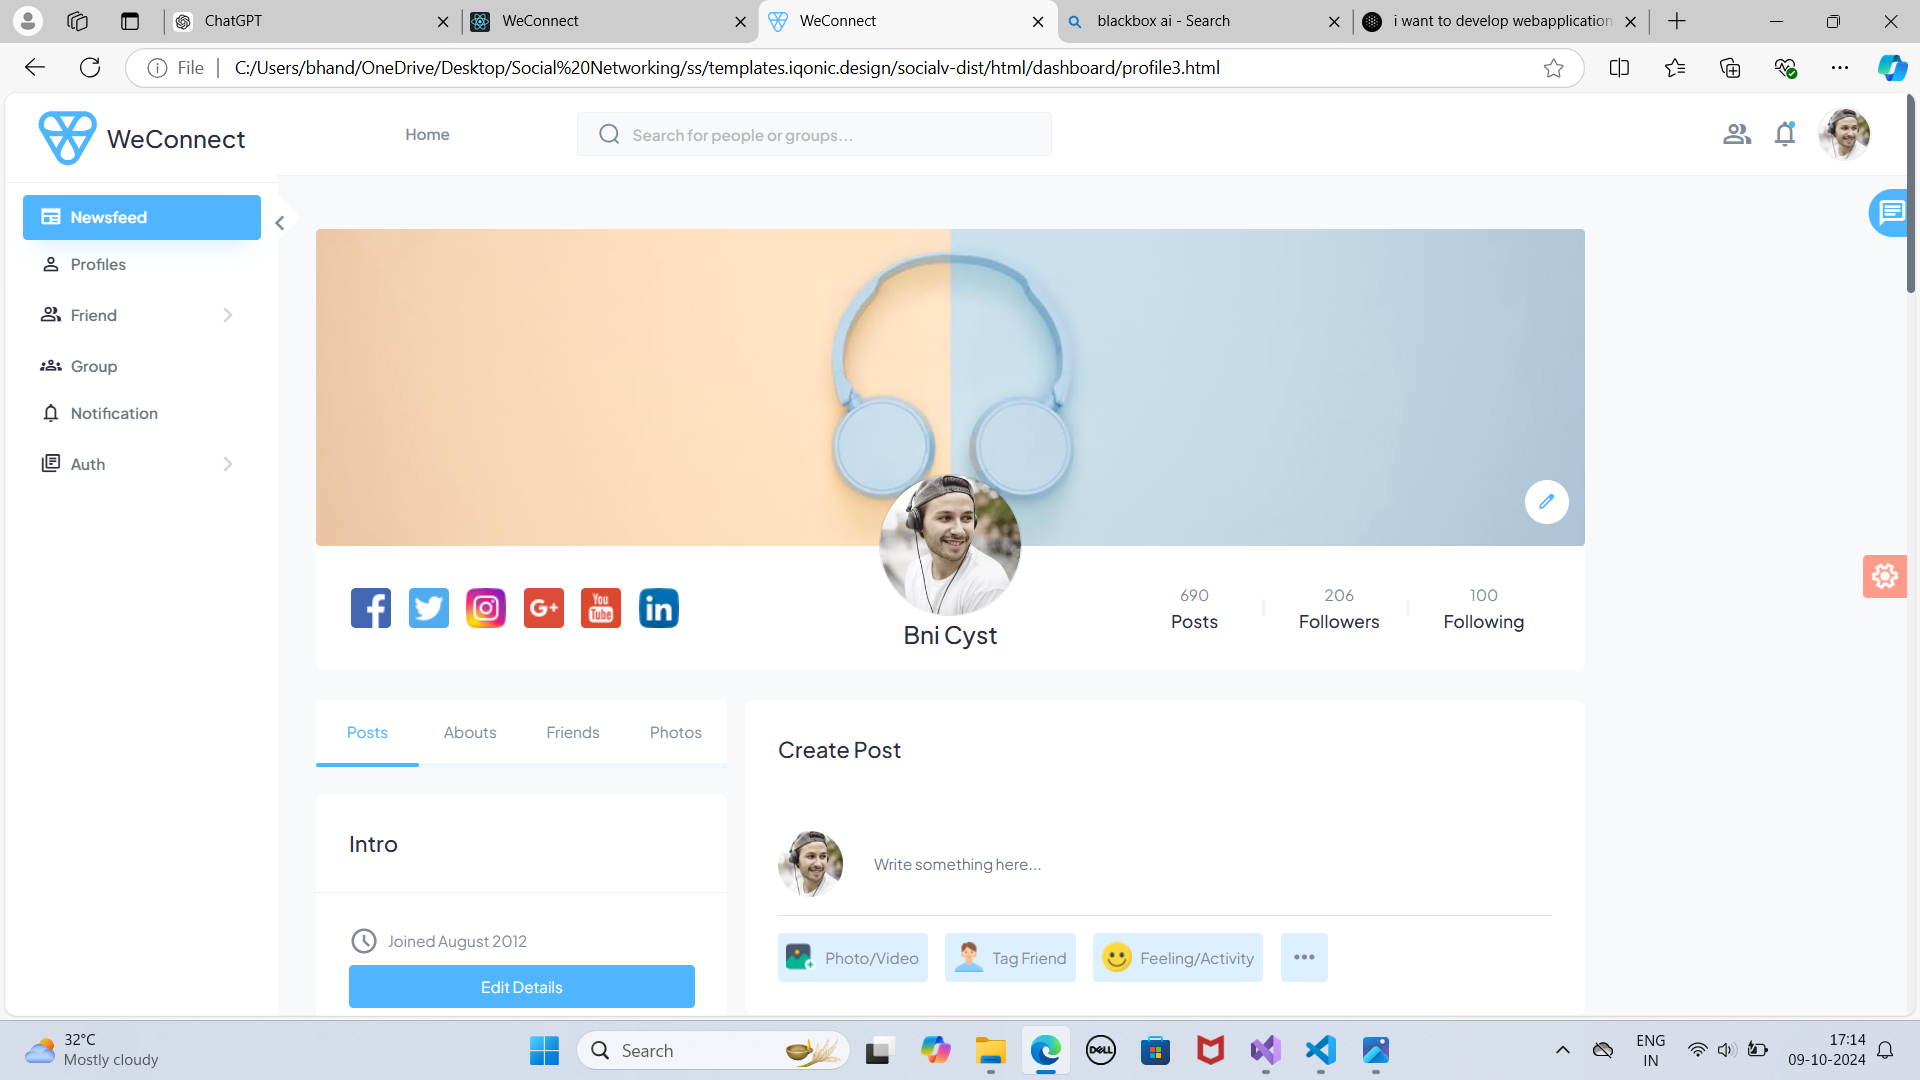 ChatGPT
WeConnect
WeConnect
blackbox ai - Search
i want to develop webapplication
File
C:/Users/bhand/OneDrive/Desktop/Social%20Networking/ss/templates.iqonic.design/socialv-dist/html/dashboard/profile3.html
WeConnect
Home
Search for people or groups...
Newsfeed
Profiles
Friend
Group
Notification
Auth
G+
You
Tube
in
Bni Cyst
690
Posts
206
Followers
100
Following
Posts
Abouts
Friends
Photos
Intro
Joined August 2012
Edit Details
Create Post
Write something here...
Photo/Video
Tag Friend
Feeling/Activity
32°C
Mostly cloudy
Search
DELL
ENG
IN
17:14
09-10-2024